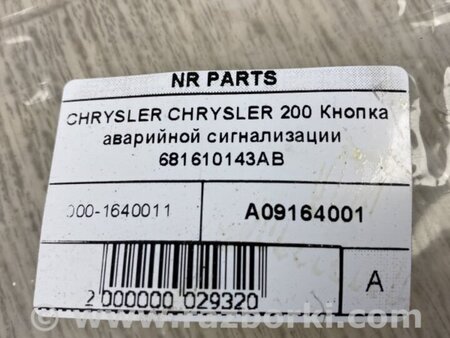 NR PARTS
CHRYSLER CHRYSLER 200 Кнопка
аварийной сигнализации
681610143AB
000-1640011
A09164001
2 000000 029320
A
www.razborki.com